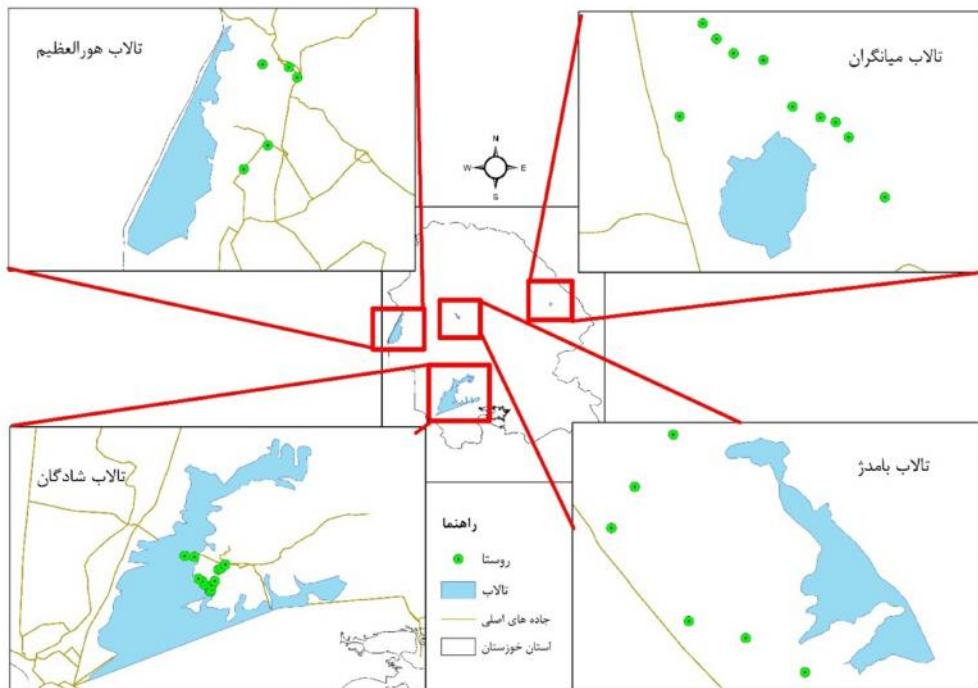 تالاب هورالعظیم
تالاب میانگران
N
W E
S
تالاب شادگان
تالاب بامدژ
راهنما
روستا
تالاب
جاده های اصلی
استان خوزستان